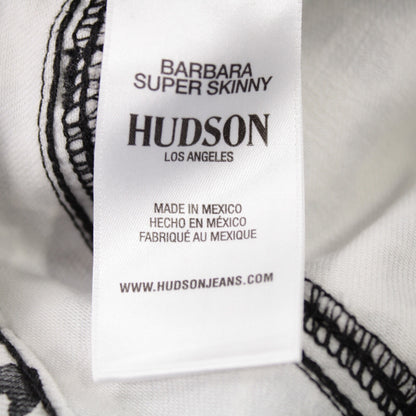 BARBARA
SUPER SKINNY
HUDSON
LOS ANGELES
MADE IN MEXICO
HECHO EN MÉXICO
FABRIQUÉ AU MEXIQUE
WWW.HUDSONJEANS.COM